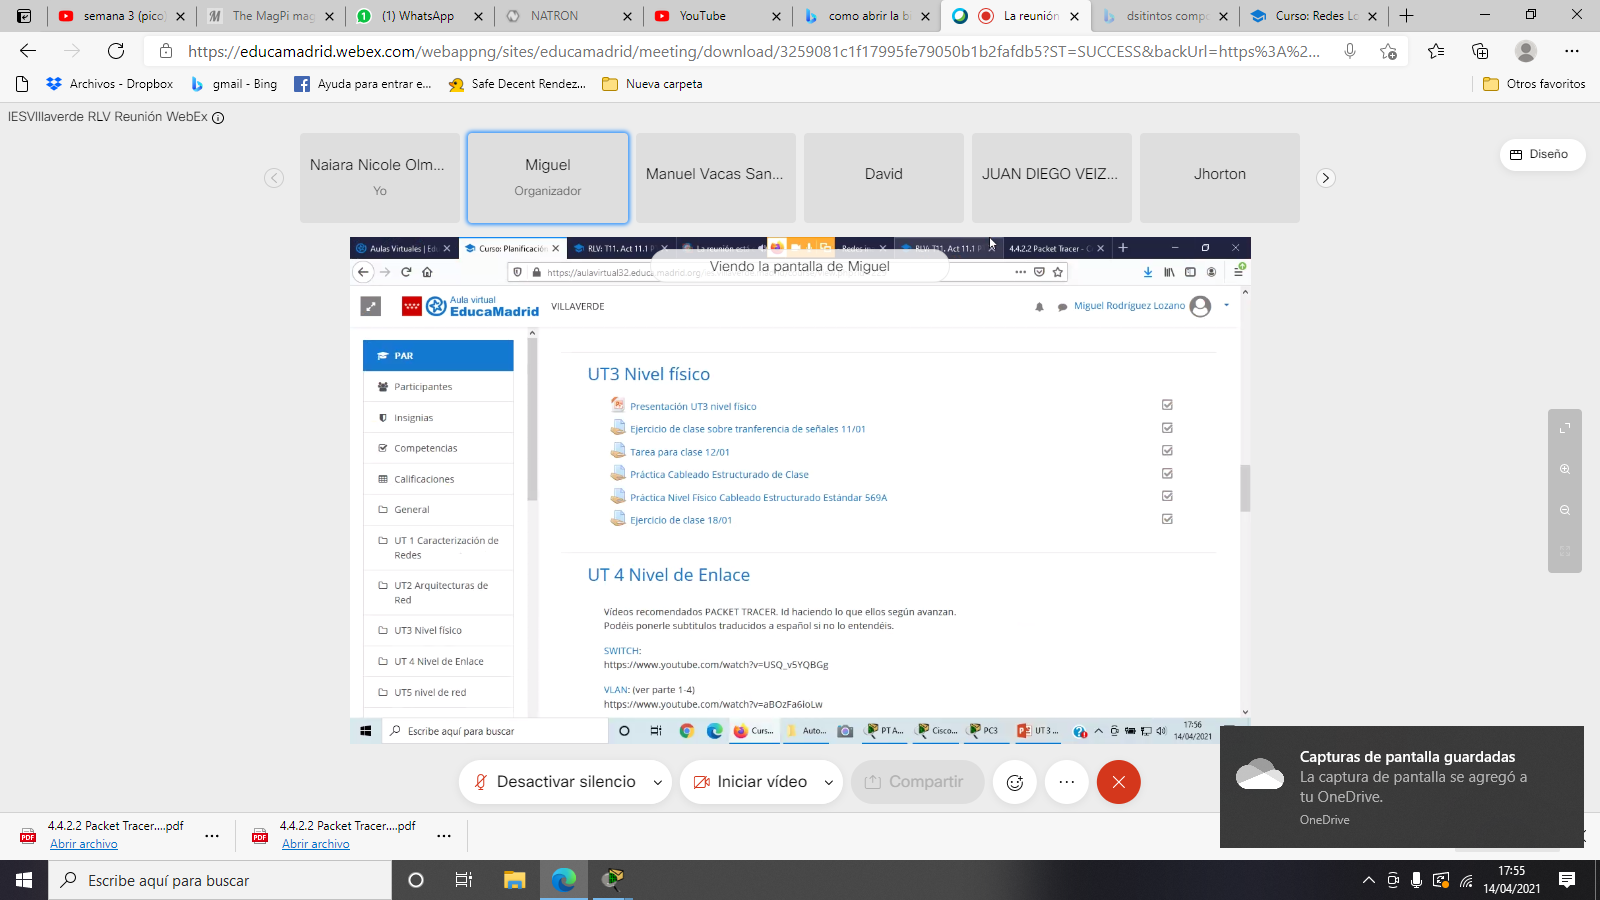 semana 3 (pico)
The MagPi mag
(1) WhatsApp
NATRON
YouTube
como abrir la b
La reunión
dsitintos compo
Curso: Redes Lo
https://educamadrid.webex.com/webappng/sites/educamadrid/meeting/download/3259081c1f17995fe79050b1b2fafdb5?ST=SUCCESS&backUrl=https%3A%2...
Archivos - Dropbox
gmail - Bing
Ayuda para entrar e...
Safe Decent Rendez...
Nueva carpeta
Otros favoritos
IESVIllaverde RLV Reunión WebEx
Naiara Nicole Olm...
Yo
Miguel
Organizador
Manuel Vacas San...
David
JUAN DIEGO VEIZ...
Jhorton
Diseño
Aulas Virtuales | Edu
Curso: Planificación
RLV: T11. Act 11.1 P
La reunión está
Redes in
RLV: T11. Act 11.1
4.4.2.2 Packet Tracer - C
Viendo la pantalla de Miguel
Aula virtual
EducaMadrid
VILLAVERDE
Miguel Rodriguez Lozano
PAR
Participantes
Insignias
Competencias
Calificaciones
General
UT 1 Caracterización de
Redes
UT2 Arquitecturas de
Red
UT3 Nivel físico
UT 4 Nivel de Enlace
UT5 nivel de red
UT3 Nivel físico
Presentación UT3 nivel físico
Ejercicio de clase sobre tranferencia de señales 11/01
Tarea para clase 12/01
Práctica Cableado Estructurado de Clase
Práctica Nivel Físico Cableado Estructurado Estándar 569A
Ejercicio de clase 18/01
UT 4 Nivel de Enlace
Vídeos recomendados PACKET TRACER. Id haciendo lo que ellos según avanzan.
Podéis ponerle subtitulos traducidos a español si no lo entendéis.
SWITCH:
https://www.youtube.com/watch?v=USQ_v5YQBGg
VLAN: (ver parte 1-4)
https://www.youtube.com/watch?v=aBOzFa6ioLw
Escribe aquí para buscar
Curs...
Auto...
PT A...
Cisco...
PC3
UT 3 ...
17:56
14/04/2021
Desactivar silencio
Iniciar vídeo
Compartir
Capturas de pantalla guardadas
La captura de pantalla se agregó a
tu OneDrive.
OneDrive
4.4.2.2 Packet Tracer....pdf
Abrir archivo
4.4.2.2 Packet Tracer....pdf
Abrir archivo
Escribe aquí para buscar
17:55
14/04/2021